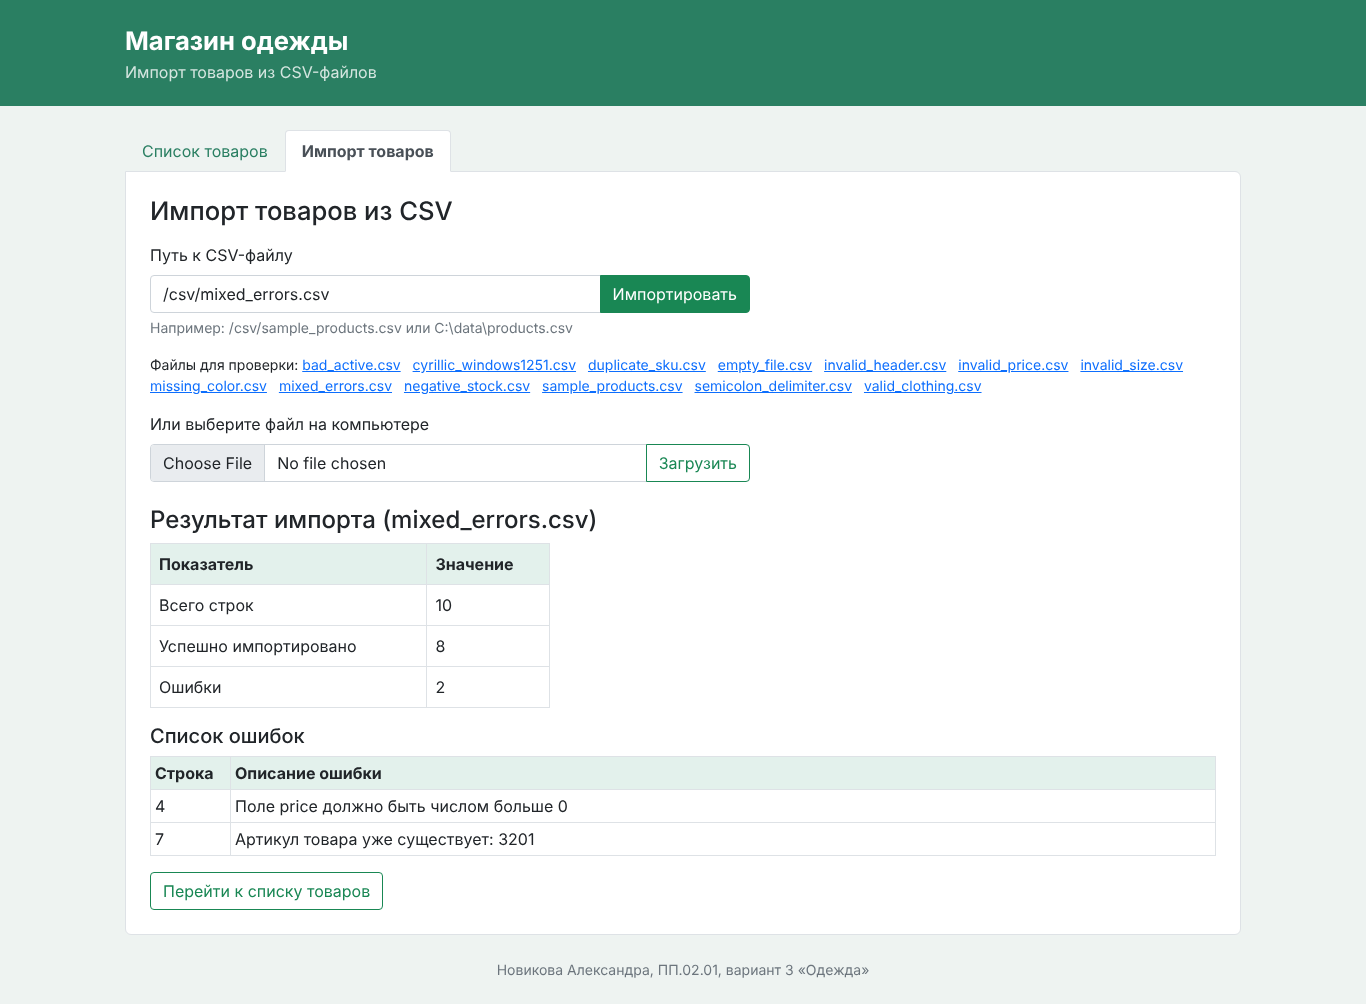 Магазин одежды
Импорт товаров из CSV-файлов
Список товаров
Импорт товаров
Импорт товаров из CSV
Путь к CSV-файлу
/csv/mixed_errors.csv
Импортировать
Например: /csv/sample_products.csv или C:\data\products.csv
Файлы для проверки: bad_active.csv cyrillic_windows1251.csv duplicate_sku.csv empty_file.csv invalid_header.csv invalid_price.csv invalid_size.csv
missing_color.csv mixed_errors.csv negative_stock.csv sample_products.csv semicolon_delimiter.csv valid_clothing.csv
Или выберите файл на компьютере
Choose File No file chosen Загрузить
Результат импорта (mixed_errors.csv)
Показатель Значение
Всего строк 10
Успешно импортировано 8
Ошибки 2
Список ошибок
Строка Описание ошибки
4 Поле price должно быть числом больше 0
7 Артикул товара уже существует: 3201
Перейти к списку товаров
Новикова Александра, ПП.02.01, вариант 3 «Одежда»